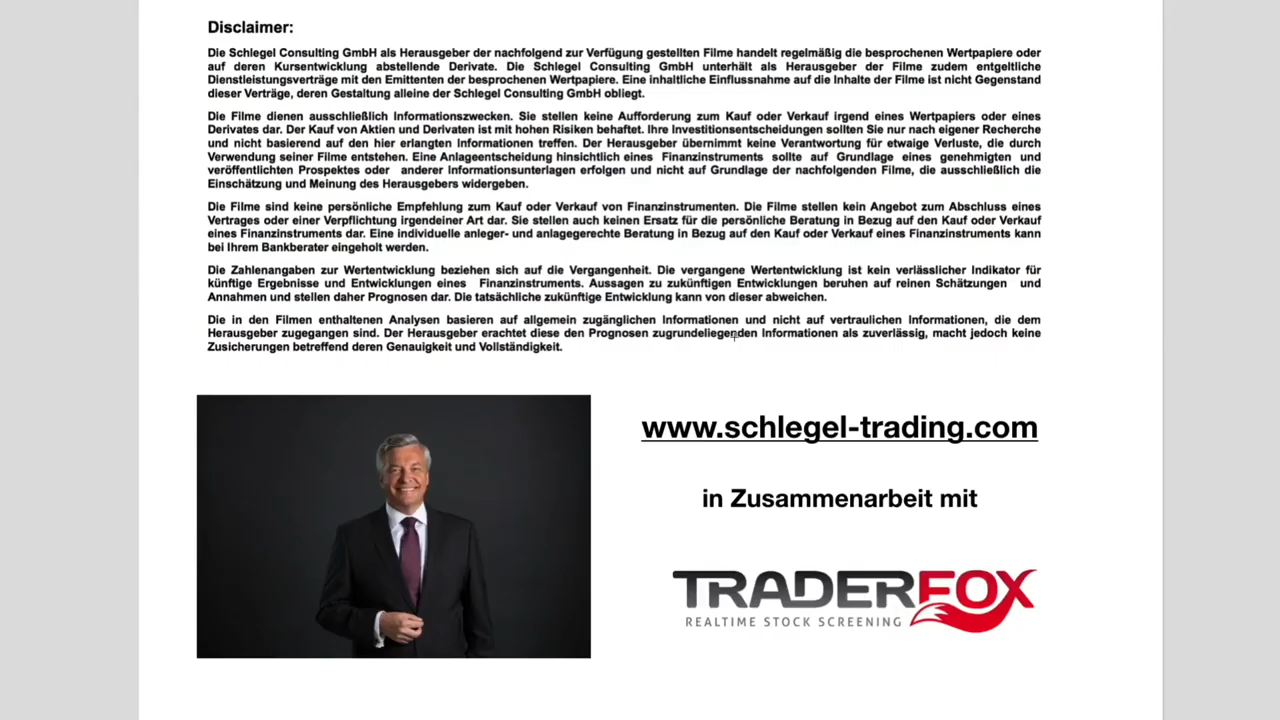 Disclaimer:
Die Schlegel Consulting GmbH als Herausgeber der nachfolgend zur Verfügung gestellten Filme handelt regelmäßig die besprochenen Wertpapiere oder
auf deren Kursentwicklung abstellende Derivate. Die Schlegel Consulting GmbH unterhält als Herausgeber der Filme zudem entgeltliche
Dienstleistungsverträge mit den Emittenten der besprochenen Wertpapiere. Eine inhaltliche Einflussnahme auf die Inhalte der Filme ist nicht Gegenstand
dieser Verträge, deren Gestaltung alleine der Schlegel Consulting GmbH obliegt.
Die Filme dienen ausschließlich Informationszwecken. Sie stellen keine Aufforderung zum Kauf oder Verkauf irgend eines Wertpapiers oder eines
Derivates dar. Der Kauf von Aktien und Derivaten ist mit hohen Risiken behaftet. Ihre Investitionsentscheidungen sollten Sie nur nach eigener Recherche
und nicht basierend auf den hier erlangten Informationen treffen. Der Herausgeber übernimmt keine Verantwortung für etwaige Verluste, die durch
Verwendung seiner Filme entstehen. Eine Anlageentscheidung hinsichtlich eines Finanzinstruments sollte auf Grundlage eines genehmigten und
veröffentlichten Prospektes oder anderer Informationsunterlagen erfolgen und nicht auf Grundlage der nachfolgenden Filme, die ausschließlich die
Einschätzung und Meinung des Herausgebers widergeben.
Die Filme sind keine persönliche Empfehlung zum Kauf oder Verkauf von Finanzinstrumenten. Die Filme stellen kein Angebot zum Abschluss eines
Vertrages oder einer Verpflichtung irgendeiner Art dar. Sie stellen auch keinen Ersatz für die persönliche Beratung in Bezug auf den Kauf oder Verkauf
eines Finanzinstruments dar. Eine individuelle anleger- und anlagegerechte Beratung in Bezug auf den Kauf oder Verkauf eines Finanzinstruments kann
bei Ihrem Bankberater eingeholt werden.
Die Zahlenangaben zur Wertentwicklung beziehen sich auf die Vergangenheit. Die vergangene Wertentwicklung ist kein verlässlicher Indikator für
künftige Ergebnisse und Entwicklungen eines Finanzinstruments. Aussagen zu zukünftigen Entwicklungen beruhen auf reinen Schätzungen und
Annahmen und stellen daher Prognosen dar. Die tatsächliche zukünftige Entwicklung kann von dieser abweichen.
Die in den Filmen enthaltenen Analysen basieren auf allgemein zugänglichen Informationen und nicht auf vertraulichen Informationen, die dem
Herausgeber zugegangen sind. Der Herausgeber erachtet diese den Prognosen zugrundeliegenden Informationen als zuverlässig, macht jedoch keine
Zusicherungen betreffend deren Genauigkeit und Vollständigkeit.
www.schlegel-trading.com
in Zusammenarbeit mit
TRADERFOX
REALTIME STOCK SCREENING